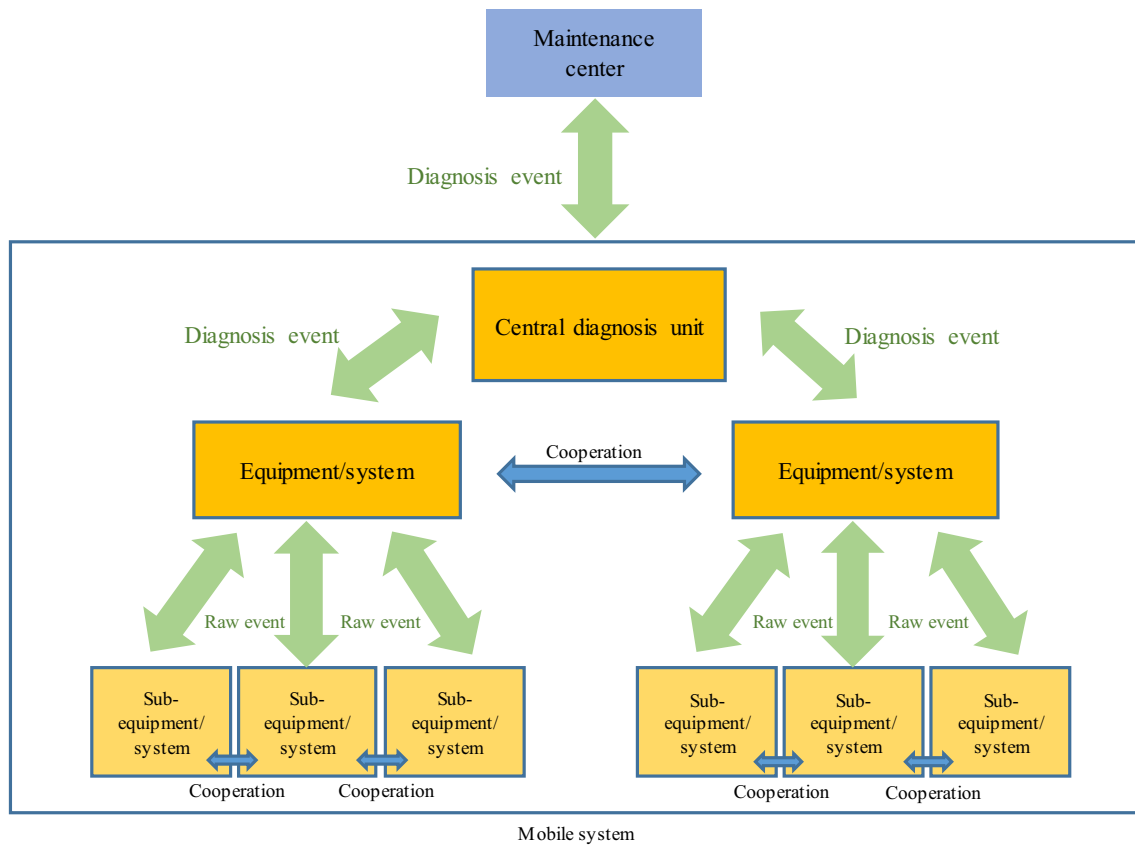 Maintenance
center
Diagnosis event
Central diagnosis unit
Diagnosis event
Diagnosis event
Equipment/system
Cooperation
Equipment/system
Raw event
Raw event
Raw event
Raw event
Sub-
equipment/
system
Sub-
equipment/
system
Sub-
equipment/
system
Sub-
equipment/
system
Sub-
equipment/
system
Sub-
equipment/
system
Cooperation
Cooperation
Cooperation
Cooperation
Mobile system